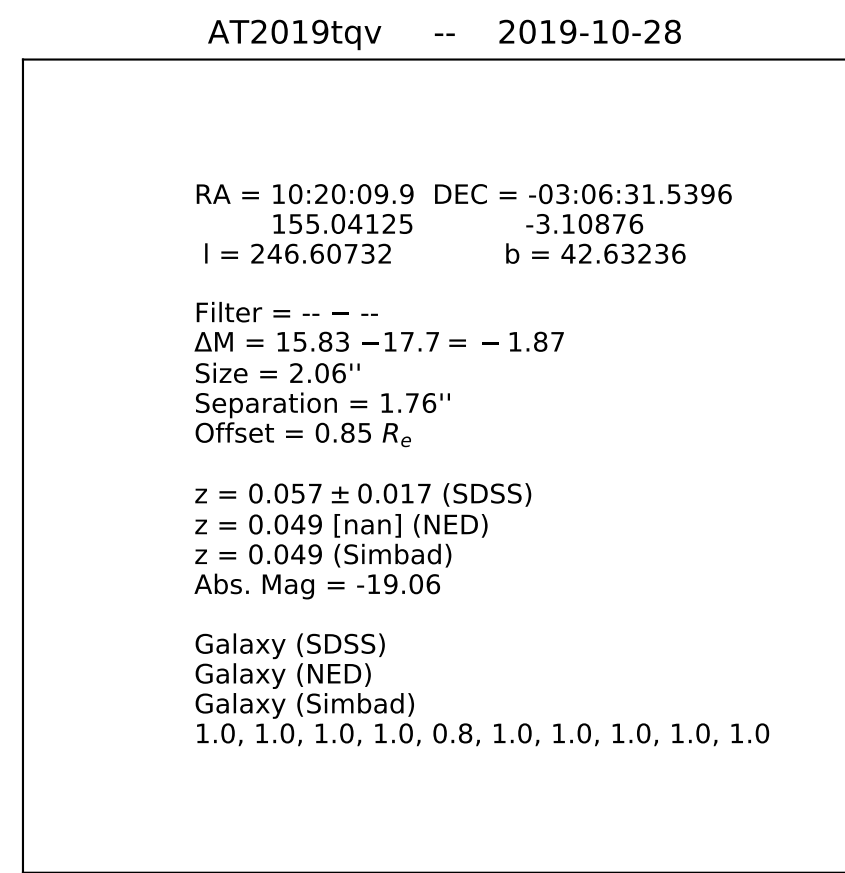 AT2019tqv -- 2019-10-28
RA = 10:20:09.9 DEC = -03:06:31.5396
155.04125 -3.10876
l = 246.60732 b = 42.63236
Filter = -- − --
ΔM = 15.83 −17.7 = − 1.87
Size = 2.06''
Separation = 1.76''
Offset = 0.85 Re
z = 0.057 ± 0.017 (SDSS)
z = 0.049 [nan] (NED)
z = 0.049 (Simbad)
Abs. Mag = -19.06
Galaxy (SDSS)
Galaxy (NED)
Galaxy (Simbad)
1.0, 1.0, 1.0, 1.0, 0.8, 1.0, 1.0, 1.0, 1.0, 1.0